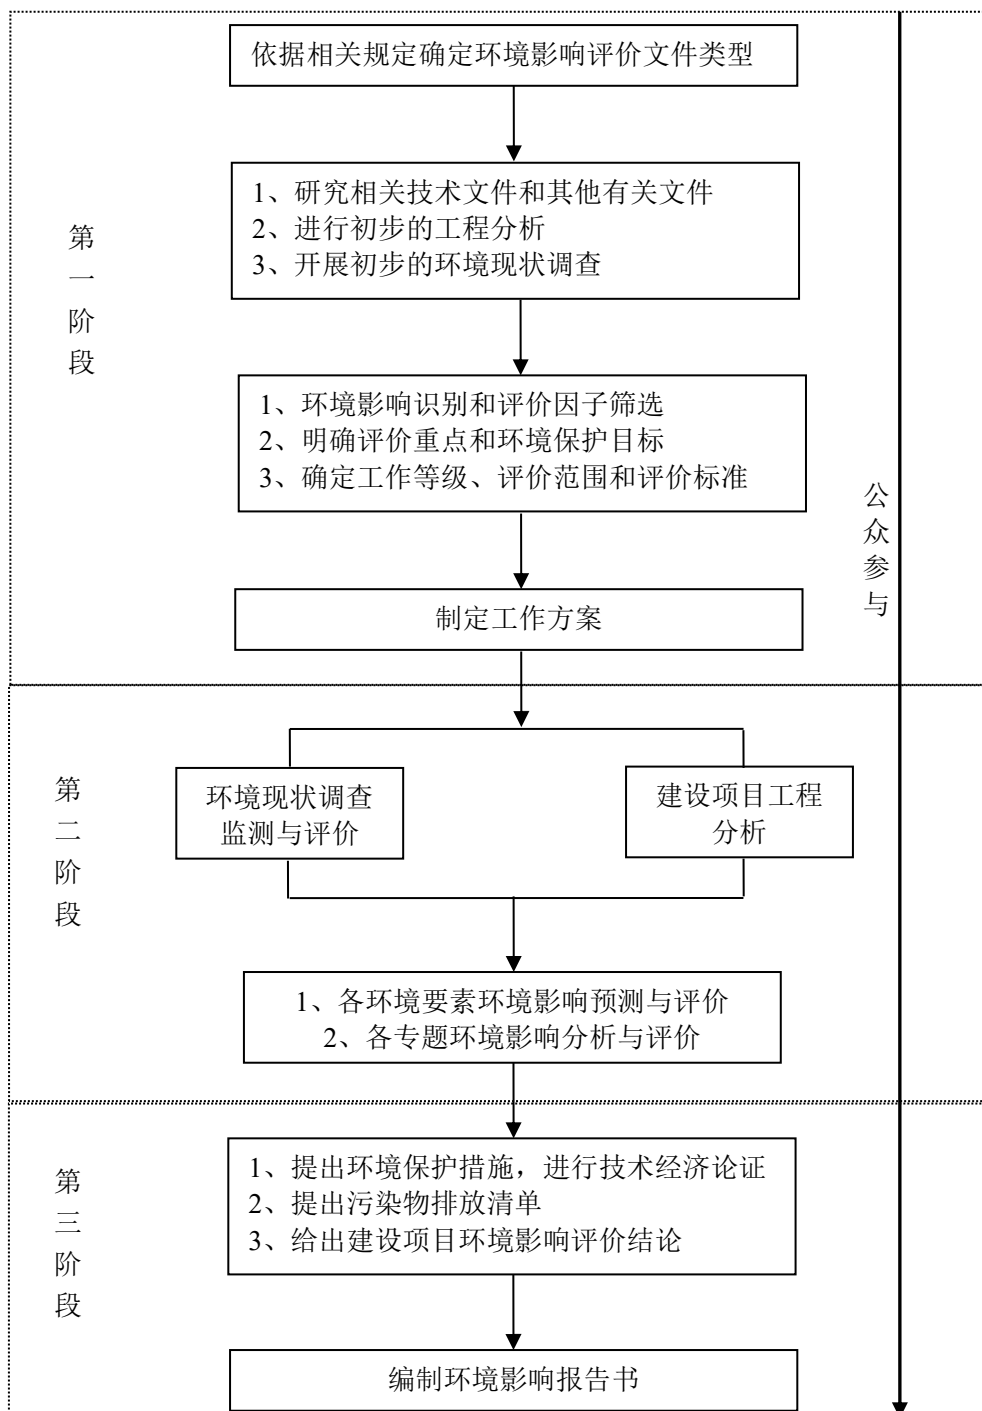 依据相关规定确定环境影响评价文件类型
1、研究相关技术文件和其他有关文件
2、进行初步的工程分析
3、开展初步的环境现状调查
第一阶段
1、环境影响识别和评价因子筛选
2、明确评价重点和环境保护目标
3、确定工作等级、评价范围和评价标准
公众参与
制定工作方案
第二阶段
环境现状调查
监测与评价
建设项目工程
分析
1、各环境要素环境影响预测与评价
2、各专题环境影响分析与评价
第三阶段
1、提出环境保护措施，进行技术经济论证
2、提出污染物排放清单
3、给出建设项目环境影响评价结论
编制环境影响报告书